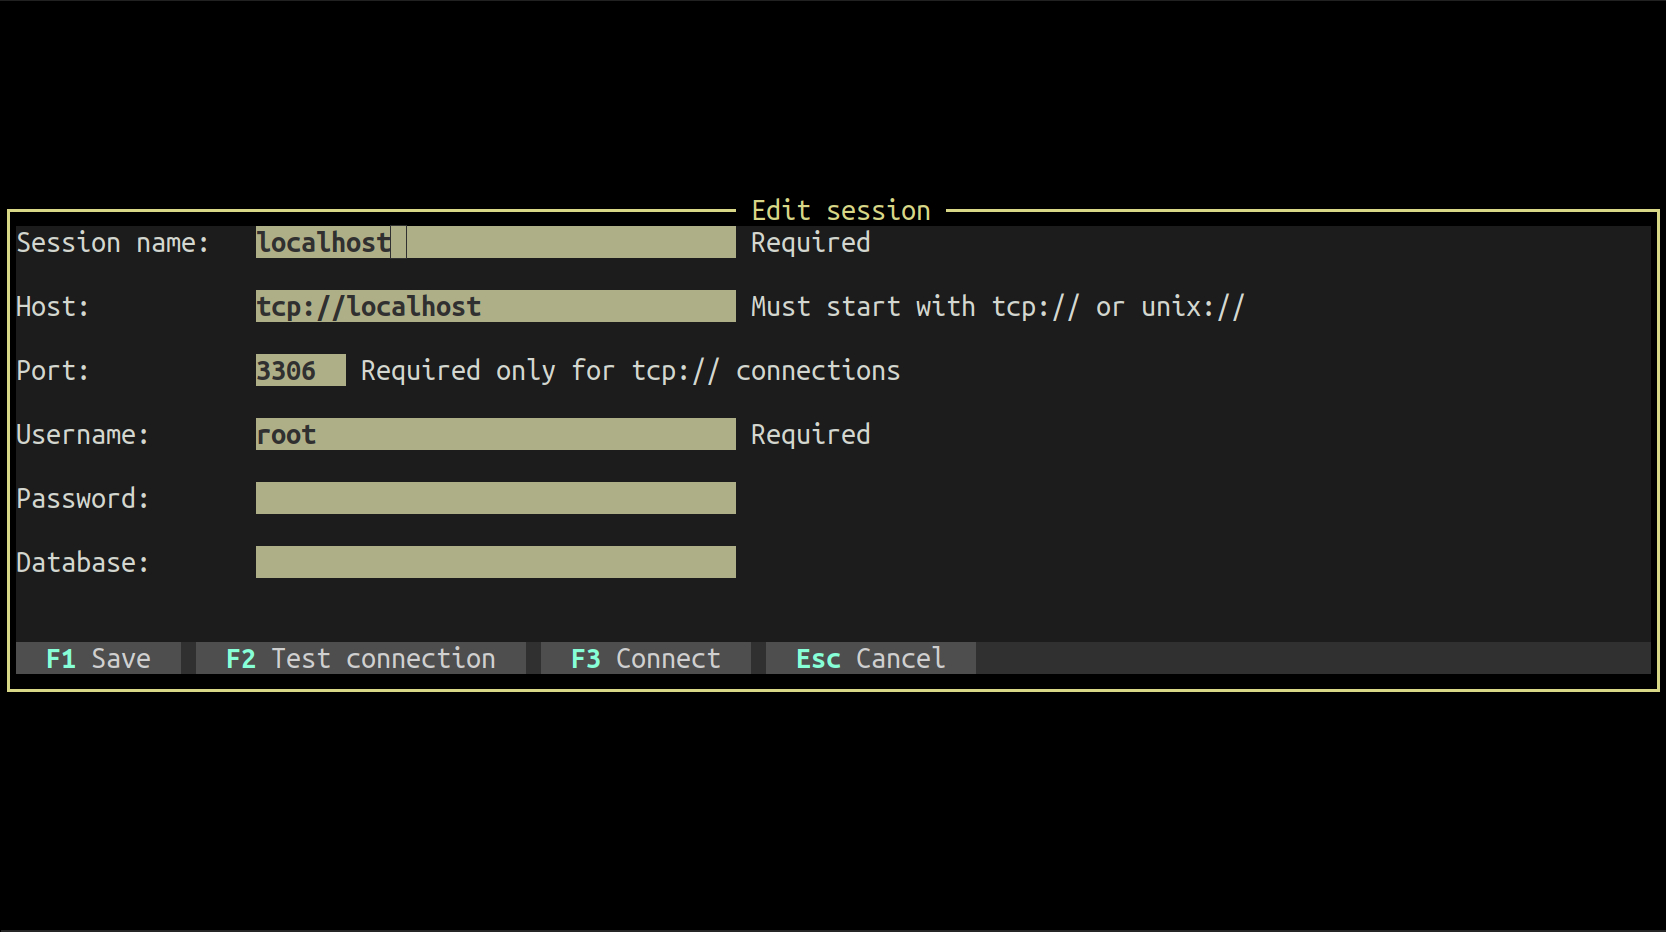 Edit session
Session name: localhost Required
Host: tcp://localhost Must start with tcp:// or unix://
Port: 3306 Required only for tcp:// connections
Username: root Required
Password:
Database:
F1 Save F2 Test connection F3 Connect Esc Cancel